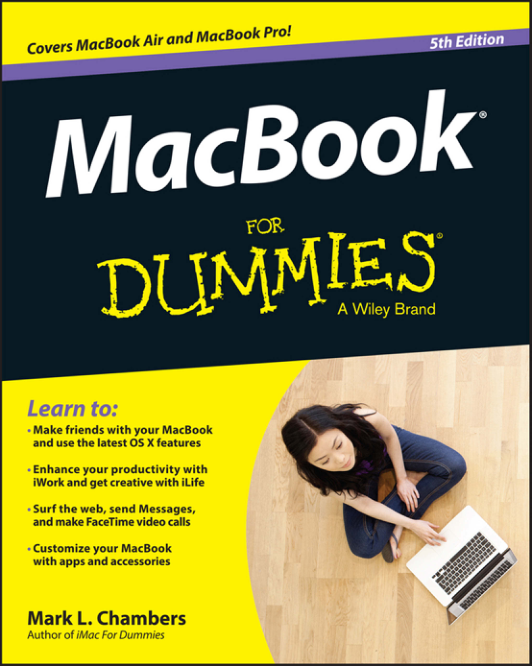 Covers MacBook Air and MacBook Pro!
5th Edition
MacBook®
FOR
DUMMIES®
A Wiley Brand
Learn to:
• Make friends with your MacBook
and use the latest OS X features
• Enhance your productivity with
iWork and get creative with iLife
• Surf the web, send Messages,
and make FaceTime video calls
• Customize your MacBook
with apps and accessories
Mark L. Chambers
Author of iMac For Dummies